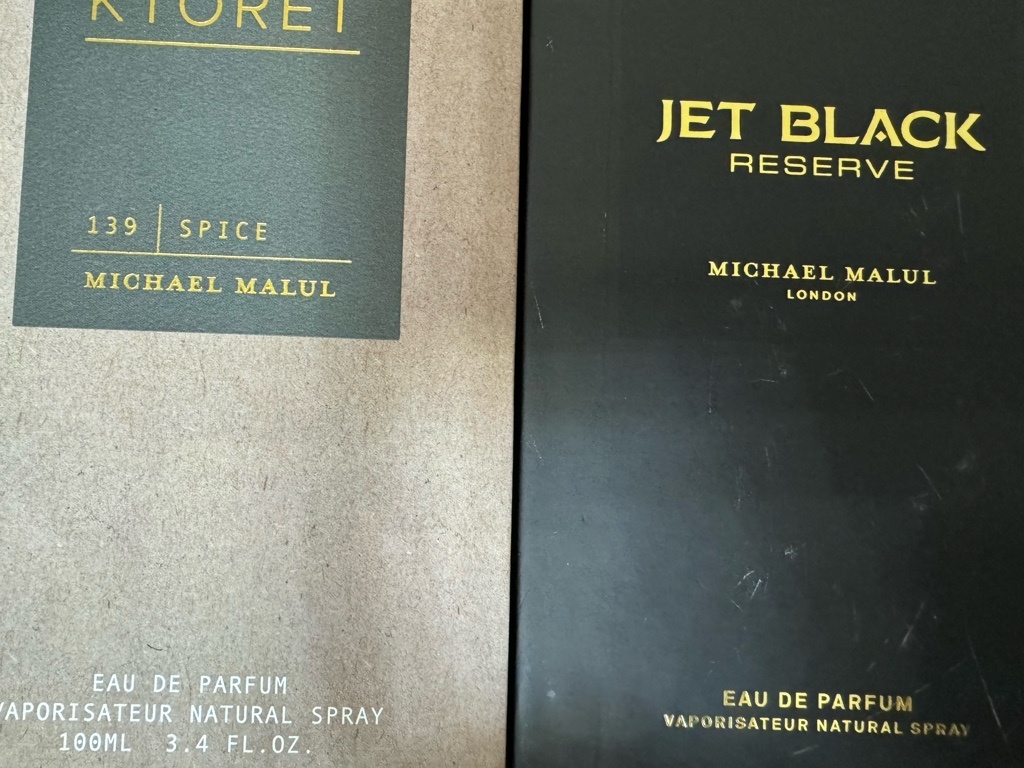 KTORET
139 | SPICE
MICHAEL MALUL
EAU DE PARFUM
VAPORISATEUR NATURAL SPRAY
100ML 3.4 FL.OZ.
JET BLACK
RESERVE
MICHAEL MALUL
LONDON
EAU DE PARFUM
VAPORISATEUR NATURAL SPRAY